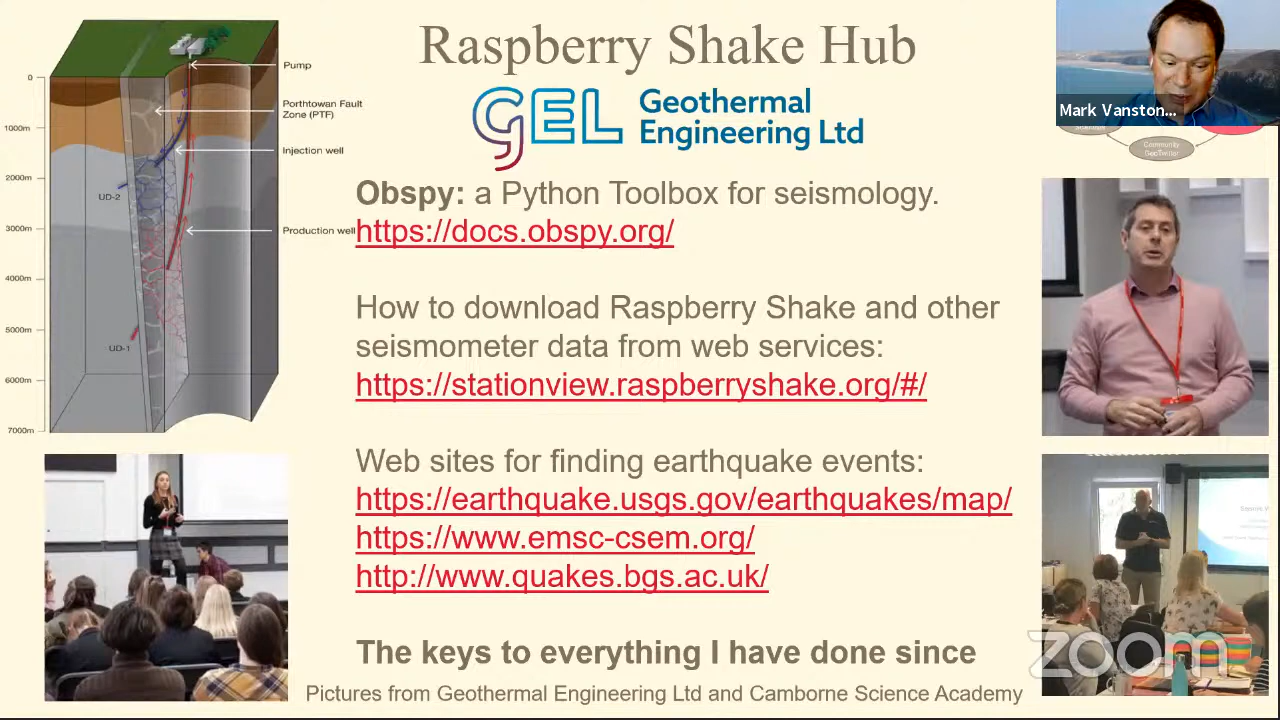 Raspberry Shake Hub
GEL Geothermal
Engineering Ltd
Mark Vanston...
Community
GeoTwitter
Pump
Porthtowan Fault
Zone (PTF)
Injection well
Production well
UD-2
UD-1
0
1000m
2000m
3000m
4000m
5000m
6000m
7000m
Obspy: a Python Toolbox for seismology.
https://docs.obspy.org/
How to download Raspberry Shake and other
seismometer data from web services:
https://stationview.raspberryshake.org/#/
Web sites for finding earthquake events:
https://earthquake.usgs.gov/earthquakes/map/
https://www.emsc-csem.org/
http://www.quakes.bgs.ac.uk/
The keys to everything I have done since
Pictures from Geothermal Engineering Ltd and Camborne Science Academy
zoom